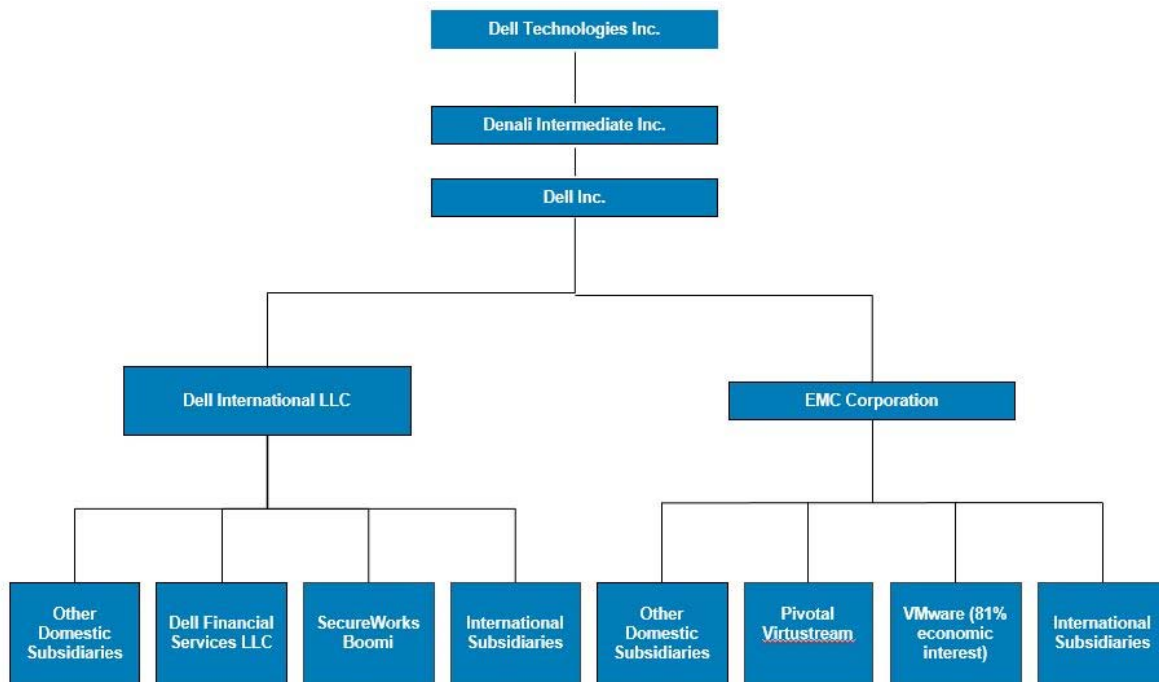 Dell Technologies Inc.
Denali Intermediate Inc.
Dell Inc.
Dell International LLC
EMC Corporation
Other
Domestic
Subsidiaries
Dell Financial
Services LLC
SecureWorks
Boomi
International
Subsidiaries
Other
Domestic
Subsidiaries
Pivotal
Virtustream
VMware (81%
economic
interest)
International
Subsidiaries